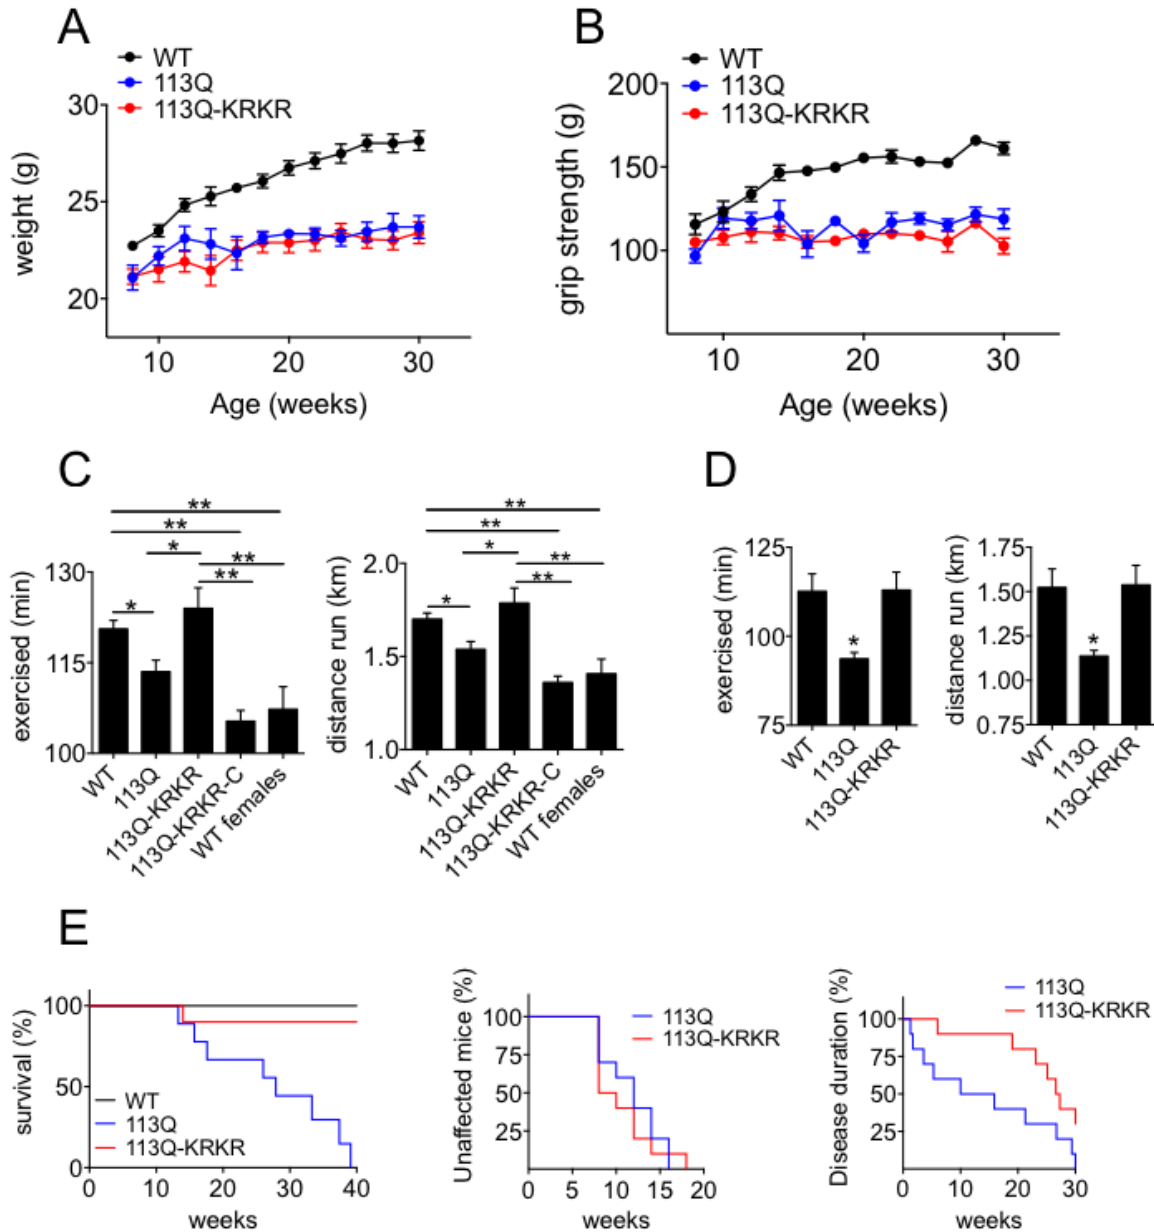 A
WT
113Q
113Q-KRKR
30
25
20
weight (g)
10
20
30
Age (weeks)
B
WT
113Q
113Q-KRKR
200
150
100
grip strength (g)
10
20
30
Age (weeks)
C
**
**
*
**
**
*
130
115
100
exercised (min)
WT
113Q
113Q-KRKR
113Q-KRKR-C
WT females
**
**
*
**
**
*
2.0
1.5
1.0
distance run (km)
WT
113Q
113Q-KRKR
113Q-KRKR-C
WT females
D
125
100
75
exercised (min)
*
WT
113Q
113Q-KRKR
1.75
1.50
1.25
1.00
0.75
distance run (km)
*
WT
113Q
113Q-KRKR
E
100
50
0
survival (%)
WT
113Q
113Q-KRKR
0
10
20
30
40
weeks
Unaffected mice (%)
100
75
50
25
113Q
113Q-KRKR
0
5
10
15
20
weeks
Disease duration (%)
100
75
50
25
113Q
113Q-KRKR
0
10
20
30
weeks